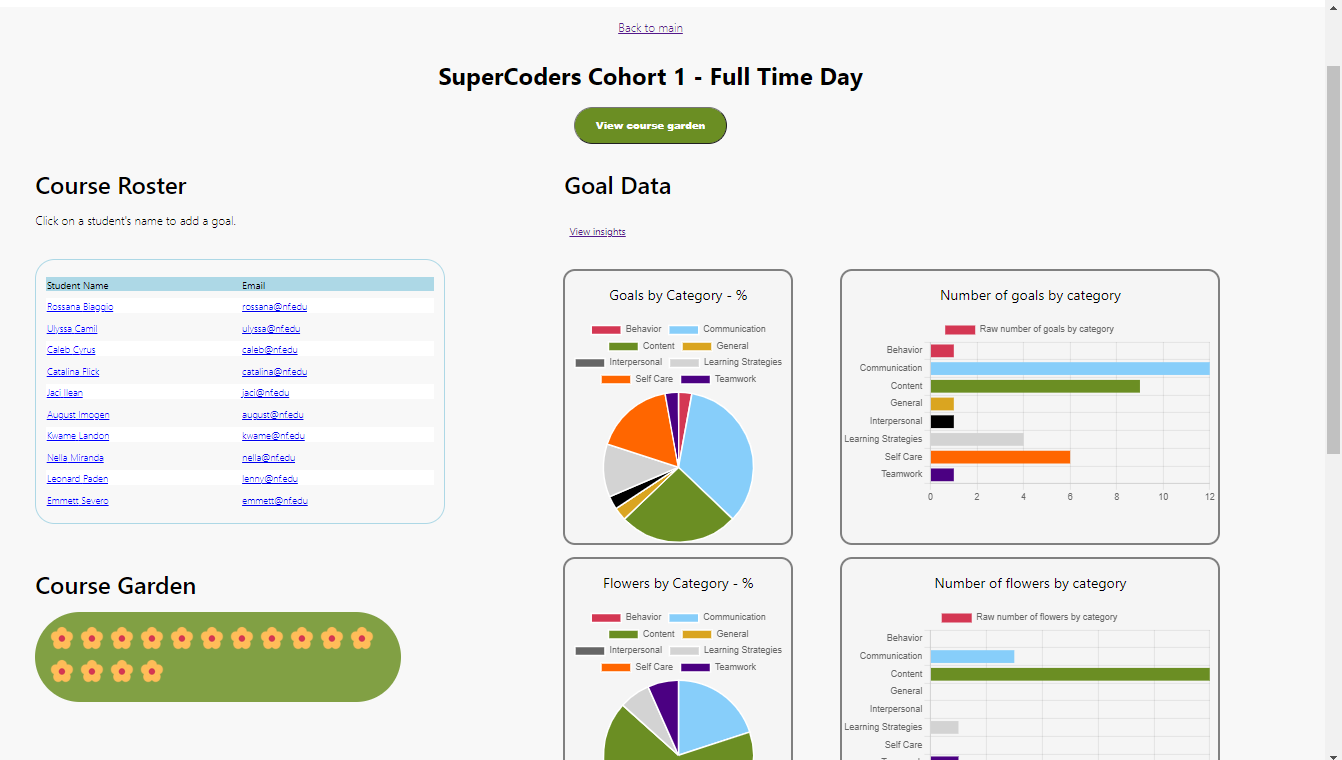 Back to main
SuperCoders Cohort 1 - Full Time Day
View course garden
Course Roster
Click on a student's name to add a goal.
Student Name Email
Rossana Biaggio rossana@nf.edu
Ulyssa Camil ulyssa@nf.edu
Caleb Cyrus caleb@nf.edu
Catalina Flick catalina@nf.edu
Jaci Ilean jaci@nf.edu
August Imogen august@nf.edu
Kwame Landon kwame@nf.edu
Nella Miranda nella@nf.edu
Leonard Paden lenny@nf.edu
Emmett Severo emmett@nf.edu
Course Garden
Goal Data
View insights
Goals by Category - %
Behavior Communication
Content General
Interpersonal Learning Strategies
Self Care Teamwork
Number of goals by category
Raw number of goals by category
Behavior
Communication
Content
General
Interpersonal
Learning Strategies
Self Care
Teamwork
0 2 4 6 8 10 12
Flowers by Category - %
Behavior Communication
Content General
Interpersonal Learning Strategies
Self Care Teamwork
Number of flowers by category
Raw number of flowers by category
Behavior
Communication
Content
General
Interpersonal
Learning Strategies
Self Care